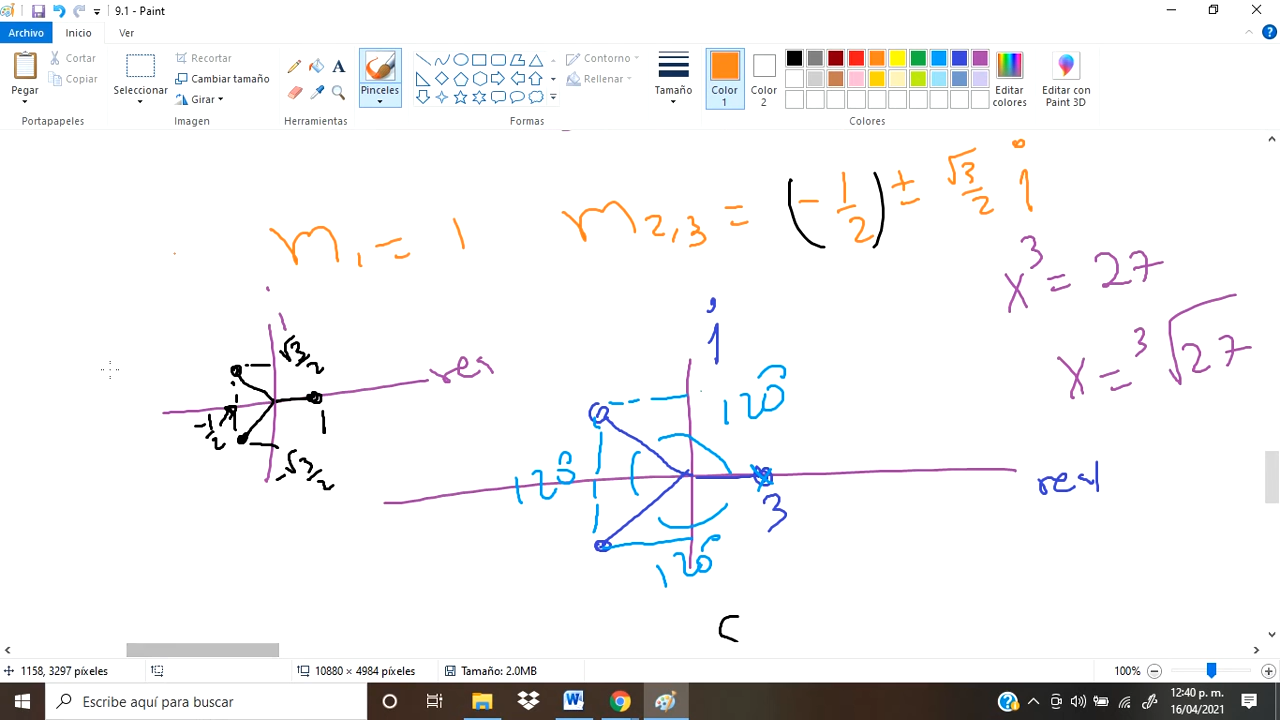 9.1 - Paint
Archivo Inicio Ver
Pegar
Cortar
Copiar
Portapapeles
Seleccionar
Recortar
Cambiar tamaño
Girar
Imagen
A
Herramientas
Pinceles
Contorno
Rellenar
Formas
Tamaño
Color 1
Color 2
Editar colores
Editar con Paint 3D
Colores
m₁ = 1 m₂,₃ = (-1/2) ± √3/2 i
x³ = 27
x = ³√27
i
√3/2
real
-1/2
1
-√3/2
i
120°
120°
120°
3
real
C
1158, 3297 píxeles
10880 × 4984 píxeles
Tamaño: 2.0MB
100%
Escribe aquí para buscar
12:40 p. m.
16/04/2021